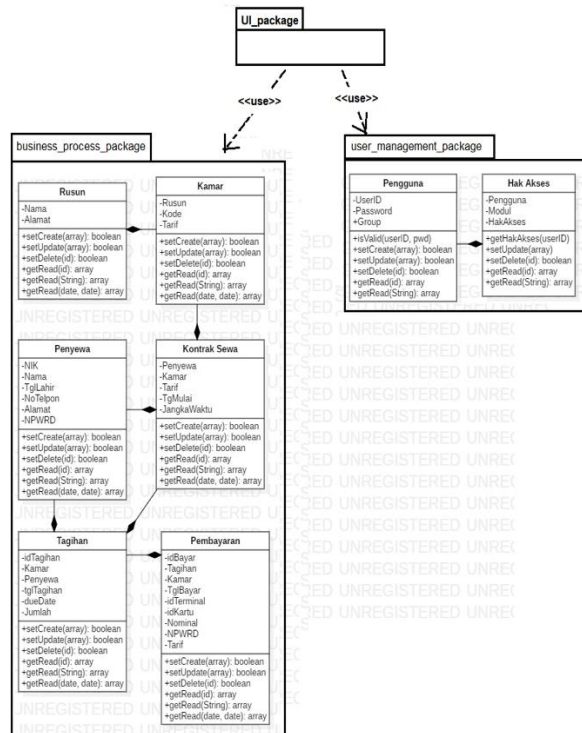 UI_package
<<use>>
<<use>>
business_process_package
Rusun
-Nama
-Alamat
+setCreate(array): boolean
+setUpdate(array): boolean
+setDelete(id): boolean
+getRead(id): array
+getRead(String): array
+getRead(date, date): array
Kamar
-Rusun
-Kode
-Tarif
+setCreate(array): boolean
+setUpdate(array): boolean
+setDelete(id): boolean
+getRead(id): array
+getRead(String): array
+getRead(date, date): array
Penyewa
-NIK
-Nama
-TglLahir
-NoTelpon
-Alamat
-NPWRD
+setCreate(array): boolean
+setUpdate(array): boolean
+setDelete(id): boolean
+getRead(id): array
+getRead(String): array
+getRead(date, date): array
Kontrak Sewa
-Penyewa
-Kamar
-Tarif
-TgMulai
-JangkaWaktu
+setCreate(array): boolean
+setUpdate(array): boolean
+setDelete(id): boolean
+getRead(id): array
+getRead(String): array
+getRead(date, date): array
Tagihan
-idTagihan
-Kamar
-Penyewa
-tglTagihan
-dueDate
-Jumlah
+setCreate(array): boolean
+setUpdate(array): boolean
+setDelete(id): boolean
+getRead(id): array
+getRead(String): array
+getRead(date, date): array
Pembayaran
-idBayar
-Tagihan
-Kamar
-TglBayar
-idTerminal
-idKartu
-Nominal
-NPWRD
-Tarif
+setCreate(array): boolean
+setUpdate(array): boolean
+setDelete(id): boolean
+getRead(id): array
+getRead(String): array
+getRead(date, date): array
user_management_package
Pengguna
-UserID
-Password
+Group
+isValid(userID, pwd)
+setCreate(array): boolean
+setUpdate(array): boolean
+setDelete(id): boolean
+getRead(id): array
+getRead(String): array
Hak Akses
-Pengguna
-Modul
-HakAkses
+getHakAkses(userID)
+setUpdate(array)
+setDelete(id): boolean
+getRead(id): array
+getRead(String): array
UNREGISTERED UNREGISTERED